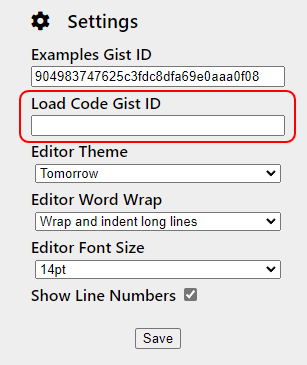 Settings
Examples Gist ID
904983747625c3fdc8dfa69e0aaa0f08
Load Code Gist ID
Editor Theme
Tomorrow
Editor Word Wrap
Wrap and indent long lines
Editor Font Size
14pt
Show Line Numbers
Save